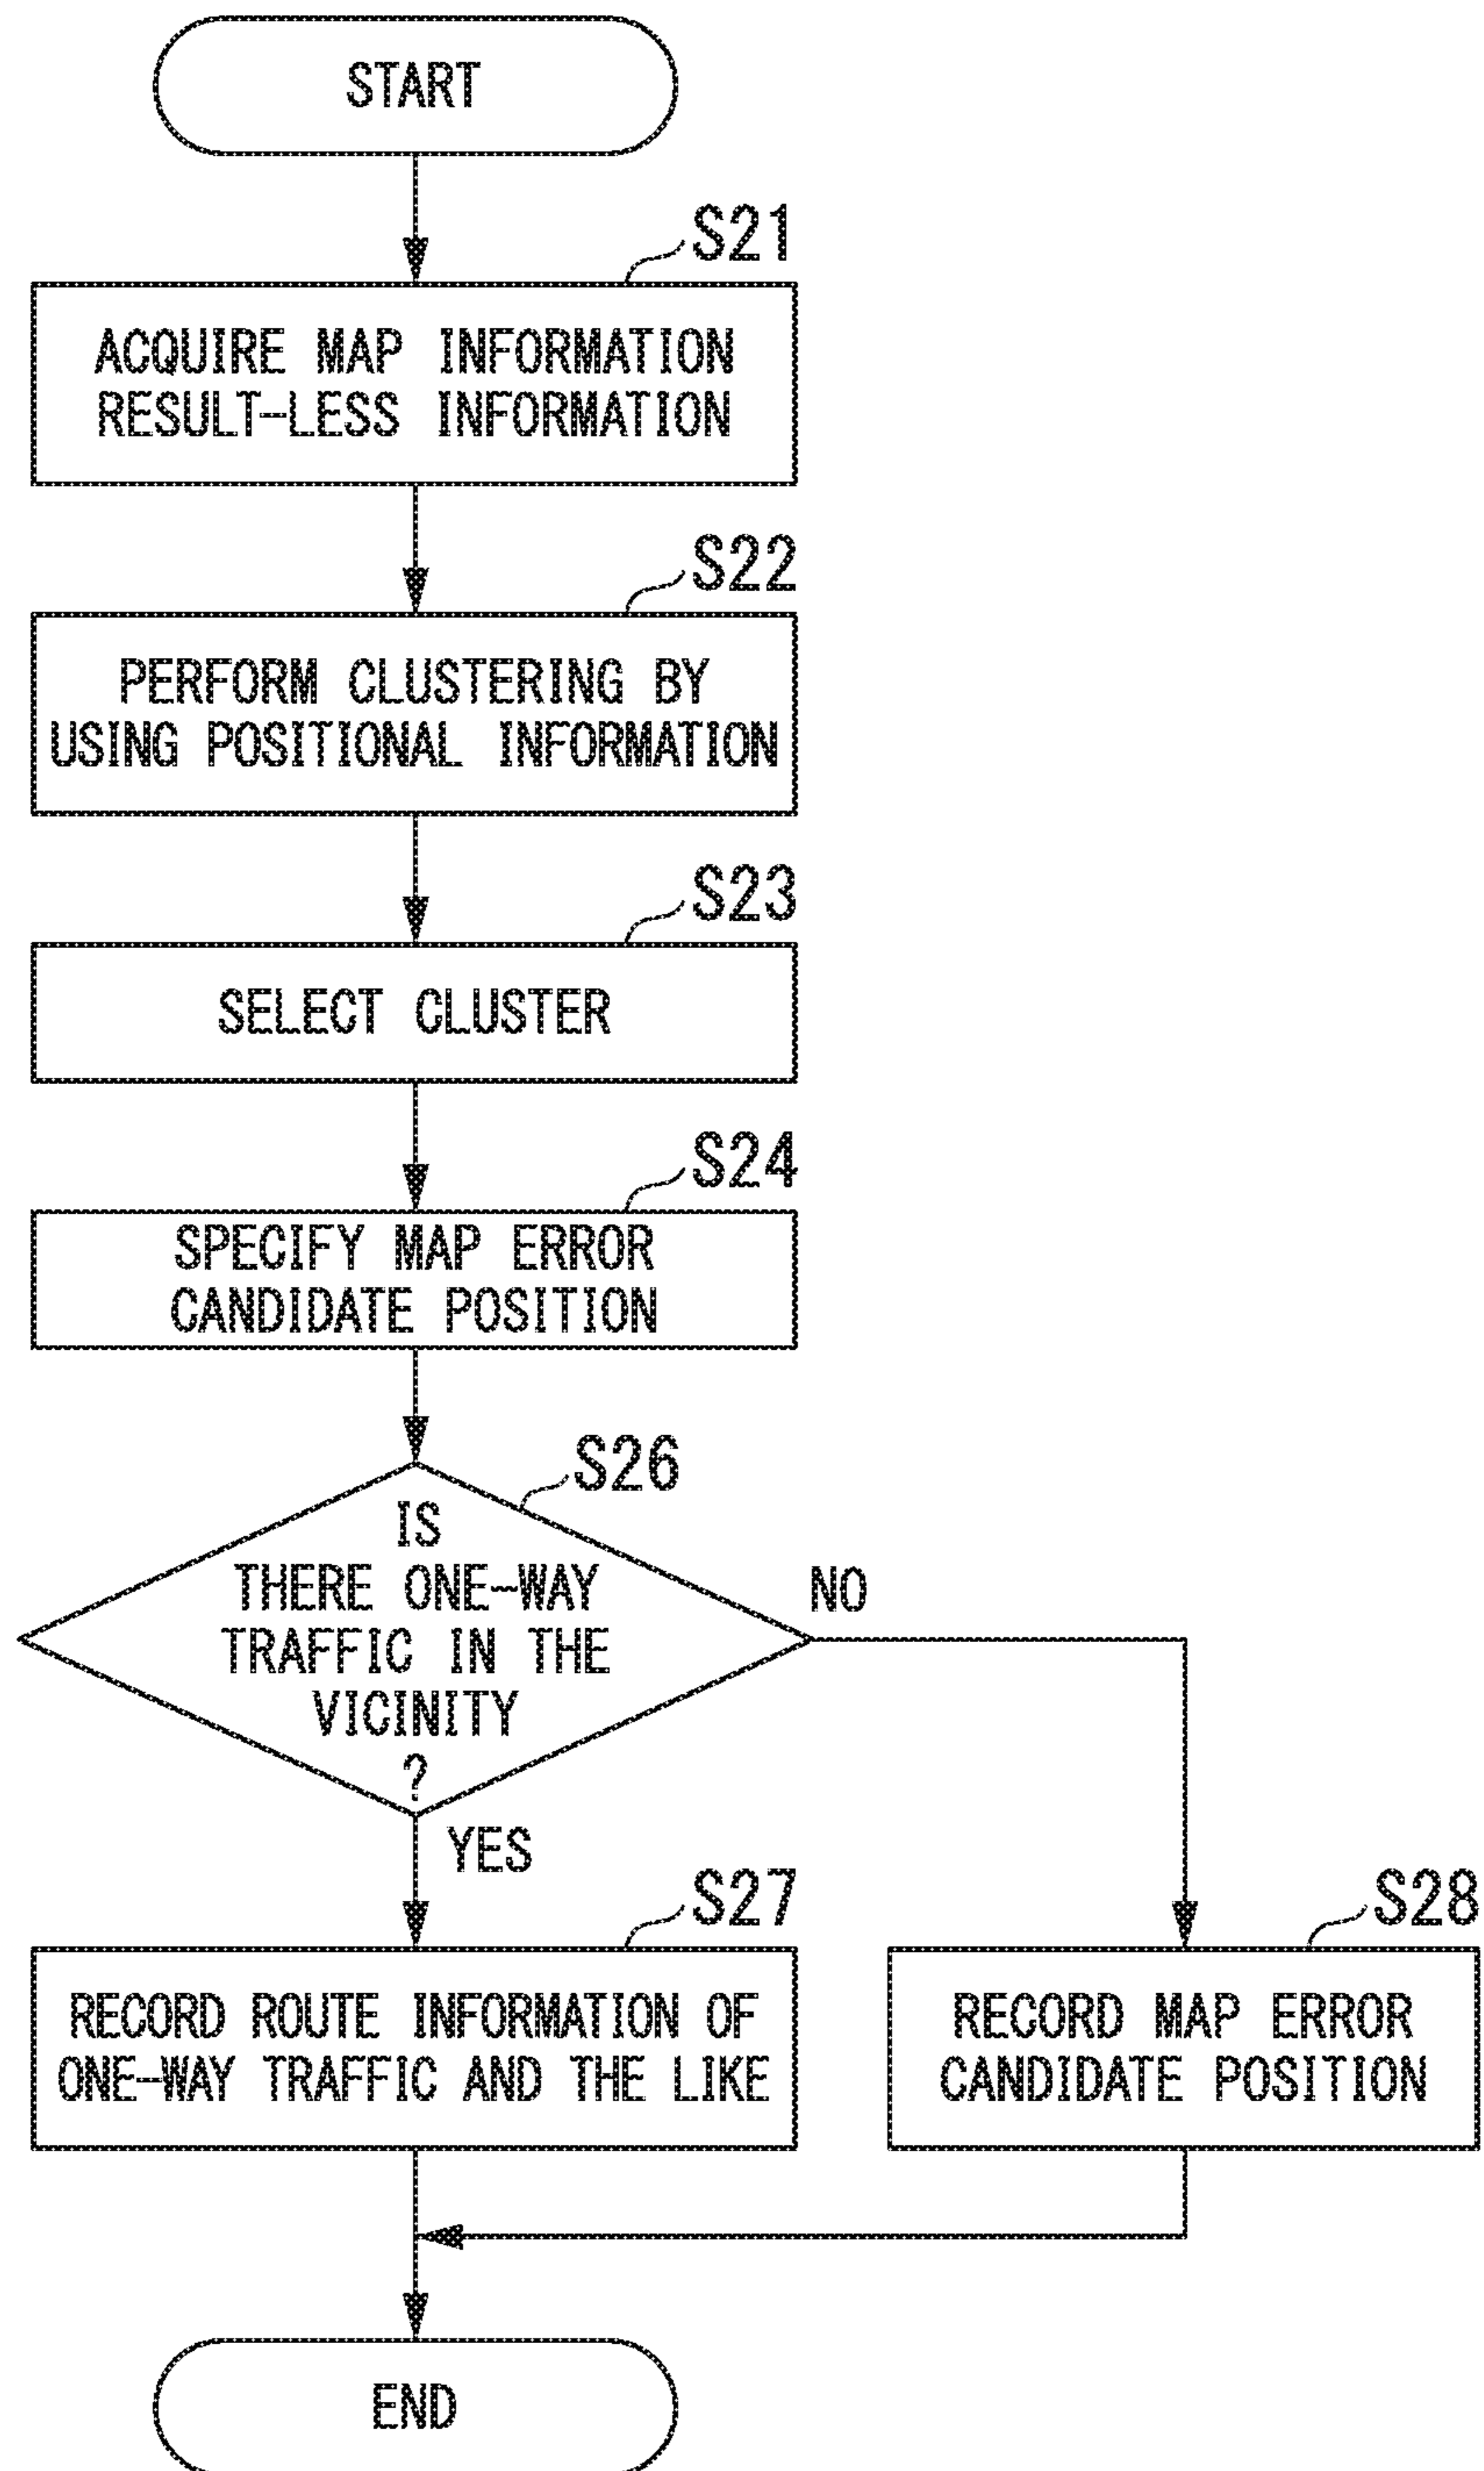 START
S21
ACQUIRE MAP INFORMATION
RESULT-LESS INFORMATION
S22
PERFORM CLUSTERING BY
USING POSITIONAL INFORMATION
S23
SELECT CLUSTER
S24
SPECIFY MAP ERROR
CANDIDATE POSITION
S26
IS
THERE ONE-WAY
TRAFFIC IN THE
VICINITY
?
NO
YES
S27
RECORD ROUTE INFORMATION OF
ONE-WAY TRAFFIC AND THE LIKE
S28
RECORD MAP ERROR
CANDIDATE POSITION
END